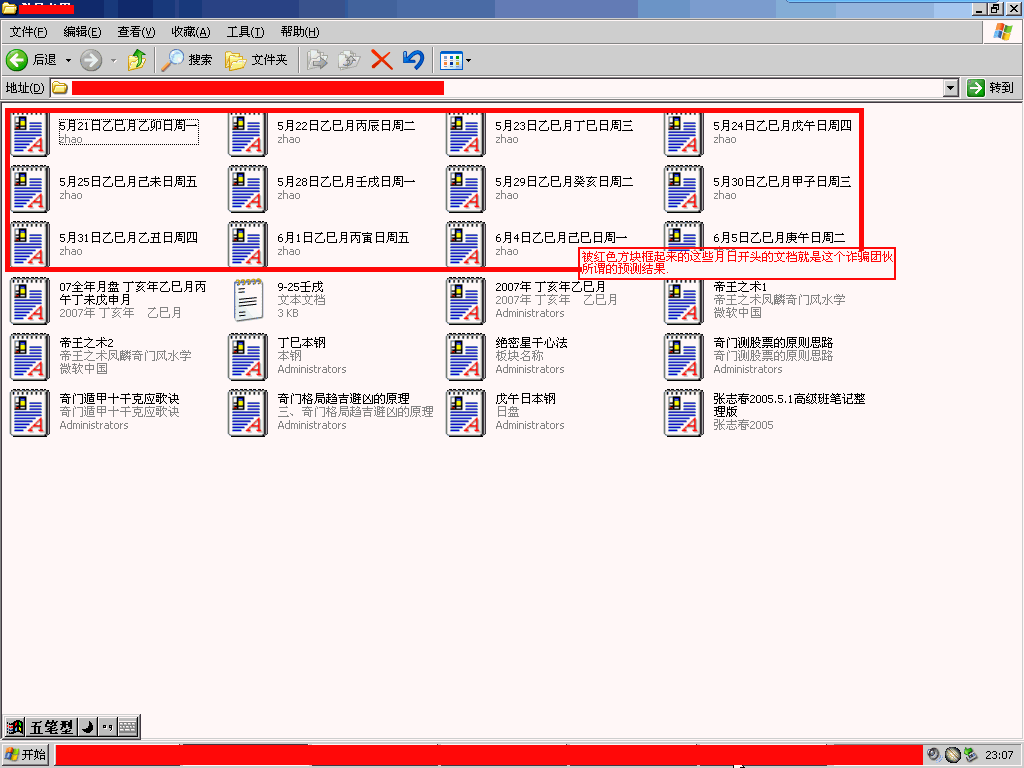 文件(F) 编辑(E) 查看(V) 收藏(A) 工具(T) 帮助(H)
后退 搜索 文件夹
地址(D) 转到
5月21日乙巳月乙卯日周一
zhao
5月22日乙巳月丙辰日周二
zhao
5月23日乙巳月丁巳日周三
zhao
5月24日乙巳月戊午日周四
zhao
5月25日乙巳月己未日周五
zhao
5月28日乙巳月壬戌日周一
zhao
5月29日乙巳月癸亥日周二
zhao
5月30日乙巳月甲子日周三
zhao
5月31日乙巳月乙丑日周四
zhao
6月1日乙巳月丙寅日周五
zhao
6月4日乙巳月己巳日周一
zhao
6月5日乙巳月庚午日周二
被红色方块框起来的这些月日开头的文档就是这个诈骗团伙
所谓的预测结果.
07全年月盘 丁亥年乙巳月丙
午丁未戊申月
2007年 丁亥年 乙巳月
9-25壬戌
文本文档
3 KB
2007年 丁亥年乙巳月
2007年 丁亥年 乙巳月
Administrators
帝王之术1
帝王之术凤麟奇门风水学
微软中国
帝王之术2
帝王之术凤麟奇门风水学
微软中国
丁巳本钢
本钢
Administrators
绝密星千心法
板块名称
Administrators
奇门测股票的原则思路
奇门测股票的原则思路
Administrators
奇门遁甲十干克应歌诀
奇门遁甲十干克应歌诀
Administrators
奇门格局趋吉避凶的原理
三、奇门格局趋吉避凶的原理
Administrators
戊午日本钢
日盘
Administrators
张志春2005.5.1高级班笔记整
理版
张志春2005
五笔型
开始 23:07